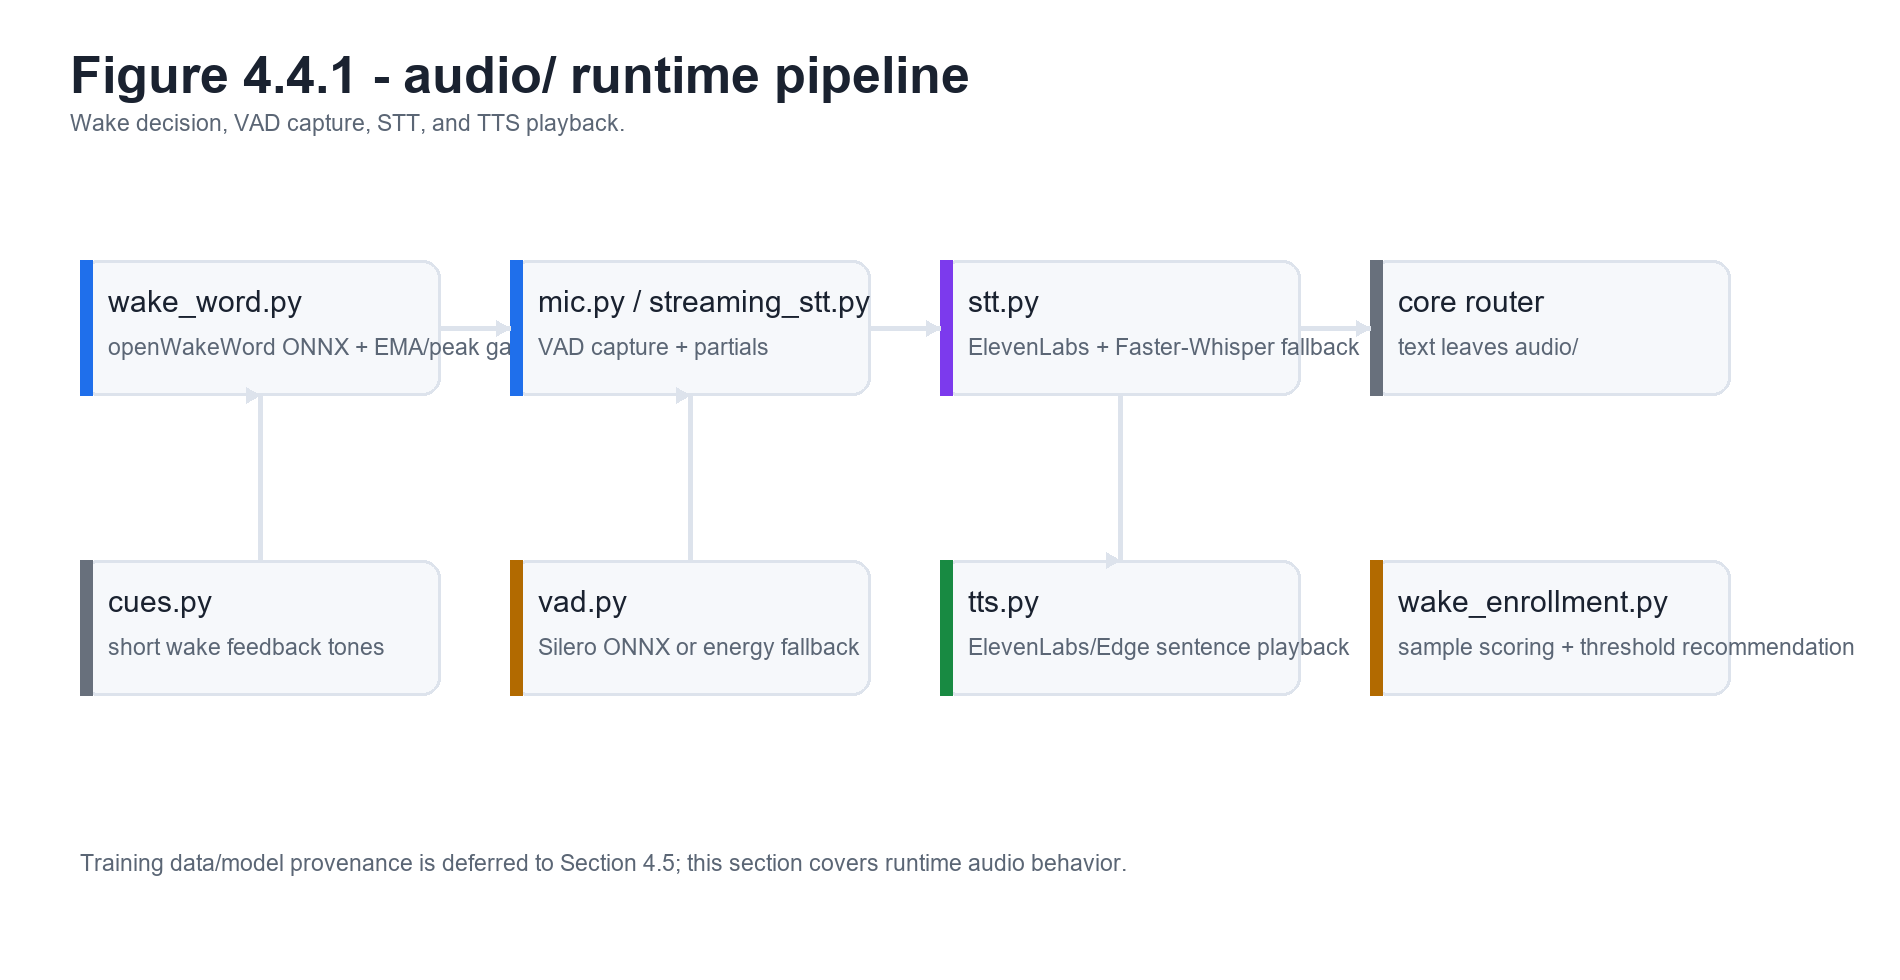 Figure 4.4.1 - audio/ runtime pipeline
Wake decision, VAD capture, STT, and TTS playback.
wake_word.py
openWakeWord ONNX + EMA/peak ga
mic.py / streaming_stt.py
VAD capture + partials
stt.py
ElevenLabs + Faster-Whisper fallback
core router
text leaves audio/
cues.py
short wake feedback tones
vad.py
Silero ONNX or energy fallback
tts.py
ElevenLabs/Edge sentence playback
wake_enrollment.py
sample scoring + threshold recommendation
Training data/model provenance is deferred to Section 4.5; this section covers runtime audio behavior.